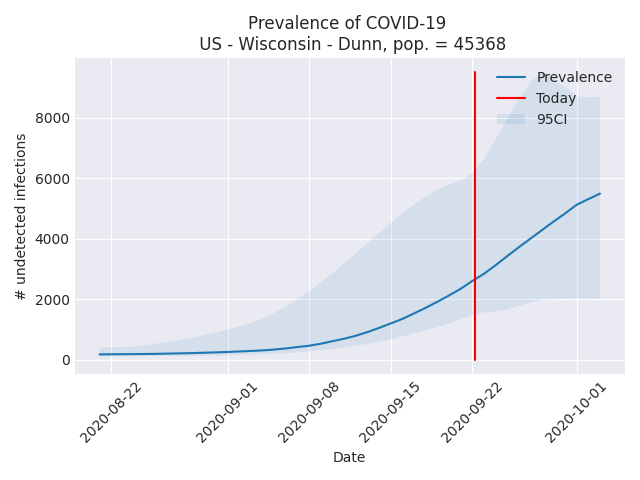 Prevalence of COVID-19
US - Wisconsin - Dunn, pop. = 45368
Prevalence
Today
95CI
8000
6000
4000
2000
0
# undetected infections
2020-08-22
2020-09-01
2020-09-08
2020-09-15
2020-09-22
2020-10-01
Date